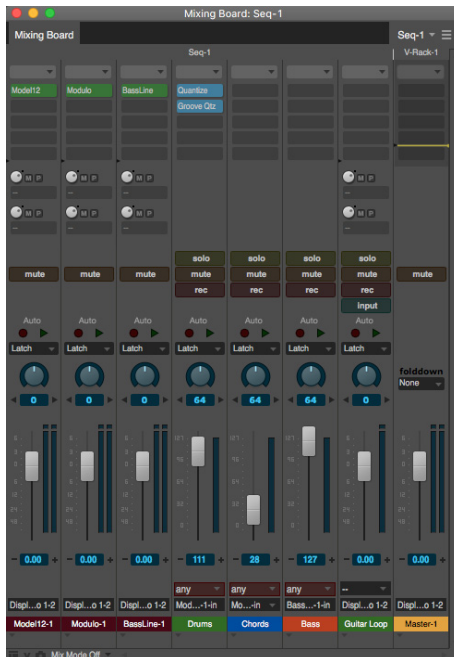 Mixing Board: Seq-1
Mixing Board Seq-1
Seq-1 V-Rack-1
Model12 Modulo BassLine Quantize
Groove Qtz
M P M P M P M P
-- -- -- --
M P M P M P M P
-- -- -- --
solo solo solo solo
mute mute mute mute mute mute mute mute
rec rec rec
input
Auto Auto Auto Auto Auto Auto Auto
Latch Latch Latch Latch Latch Latch Latch
folddown
None
0 0 0 64 64 64 0
- 0.00 + - 0.00 + - 0.00 + - 111 + - 28 + - 127 + - 0.00 + - 0.00 +
any any any --
Displ...o 1-2 Displ...o 1-2 Displ...o 1-2 Mod...-1-in Mo...-in Bass...-1-in Displ...o 1-2 Displ...o 1-2
Model12-1 Modulo-1 BassLine-1 Drums Chords Bass Guitar Loop Master-1
Mix Mode Off